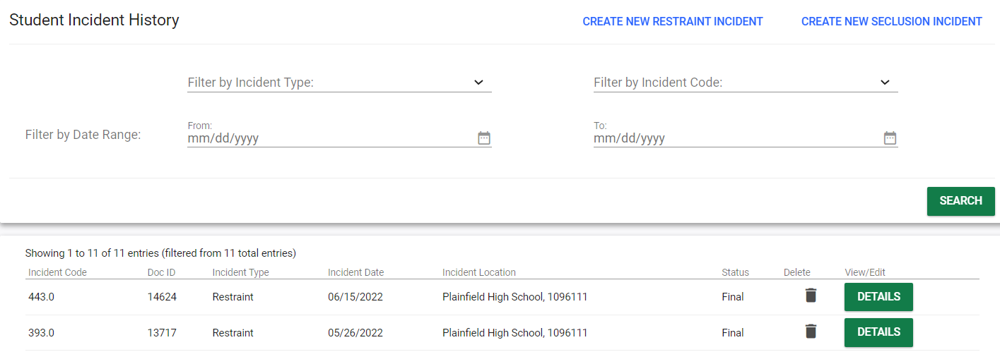 Student Incident History CREATE NEW RESTRAINT INCIDENT CREATE NEW SECLUSION INCIDENT
Filter by Incident Type: Filter by Incident Code:
Filter by Date Range: From: mm/dd/yyyy To: mm/dd/yyyy
SEARCH
Showing 1 to 11 of 11 entries (filtered from 11 total entries)
Incident Code Doc ID Incident Type Incident Date Incident Location Status Delete View/Edit
443.0 14624 Restraint 06/15/2022 Plainfield High School, 1096111 Final DETAILS
393.0 13717 Restraint 05/26/2022 Plainfield High School, 1096111 Final DETAILS